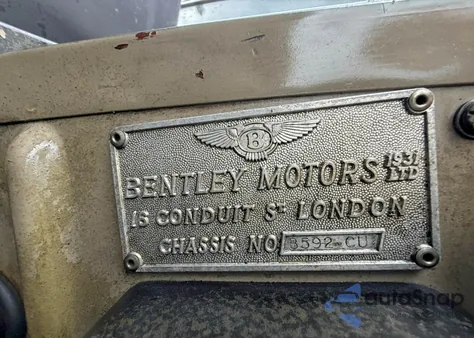 B
BENTLEY MOTORS 1931 LTD
16 CONDUIT ST LONDON
CHASSIS NO B592-CU
autoSnap